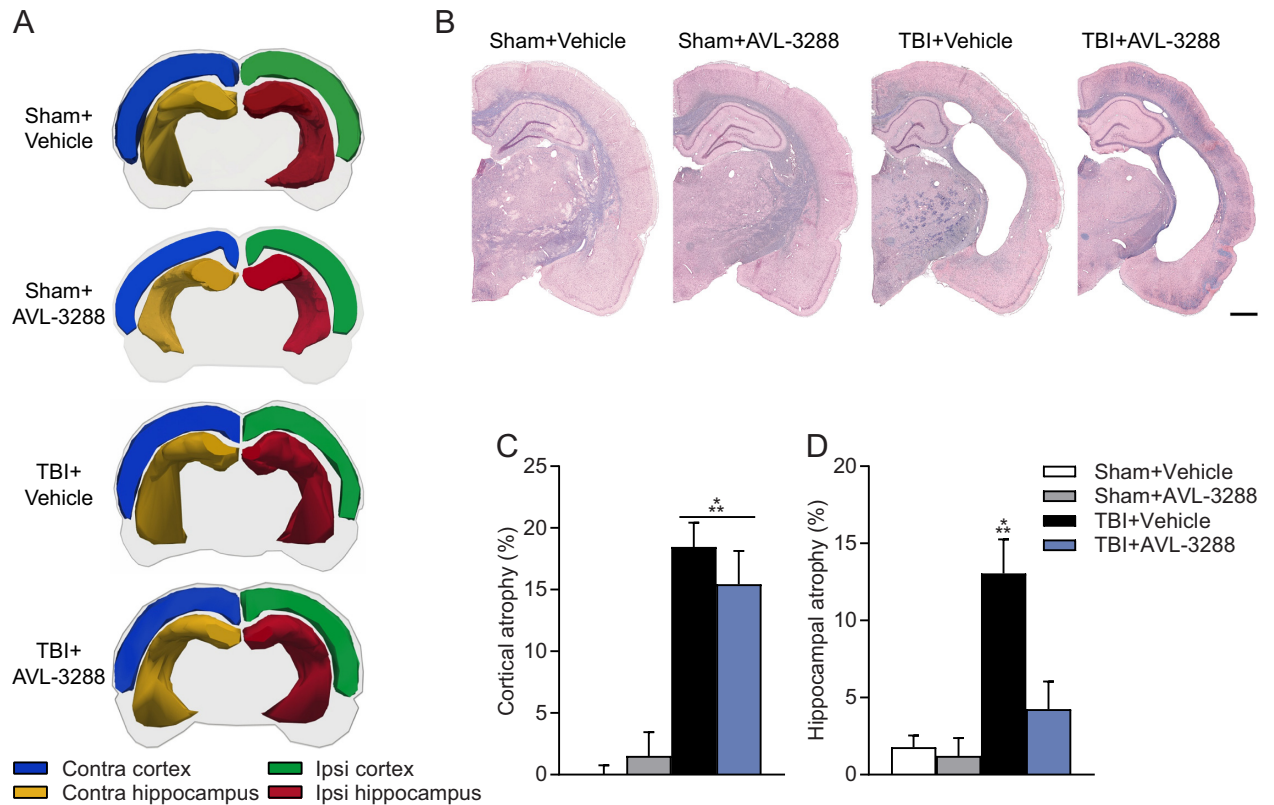 A
Sham+
Vehicle
Sham+
AVL-3288
TBI+
Vehicle
TBI+
AVL-3288
Contra cortex
Ipsi cortex
Contra hippocampus
Ipsi hippocampus
B
Sham+Vehicle
Sham+AVL-3288
TBI+Vehicle
TBI+AVL-3288
C
Cortical atrophy (%)
25
20
15
10
5
0
*
**
D
Hippocampal atrophy (%)
20
15
10
5
0
*
**
Sham+Vehicle
Sham+AVL-3288
TBI+Vehicle
TBI+AVL-3288